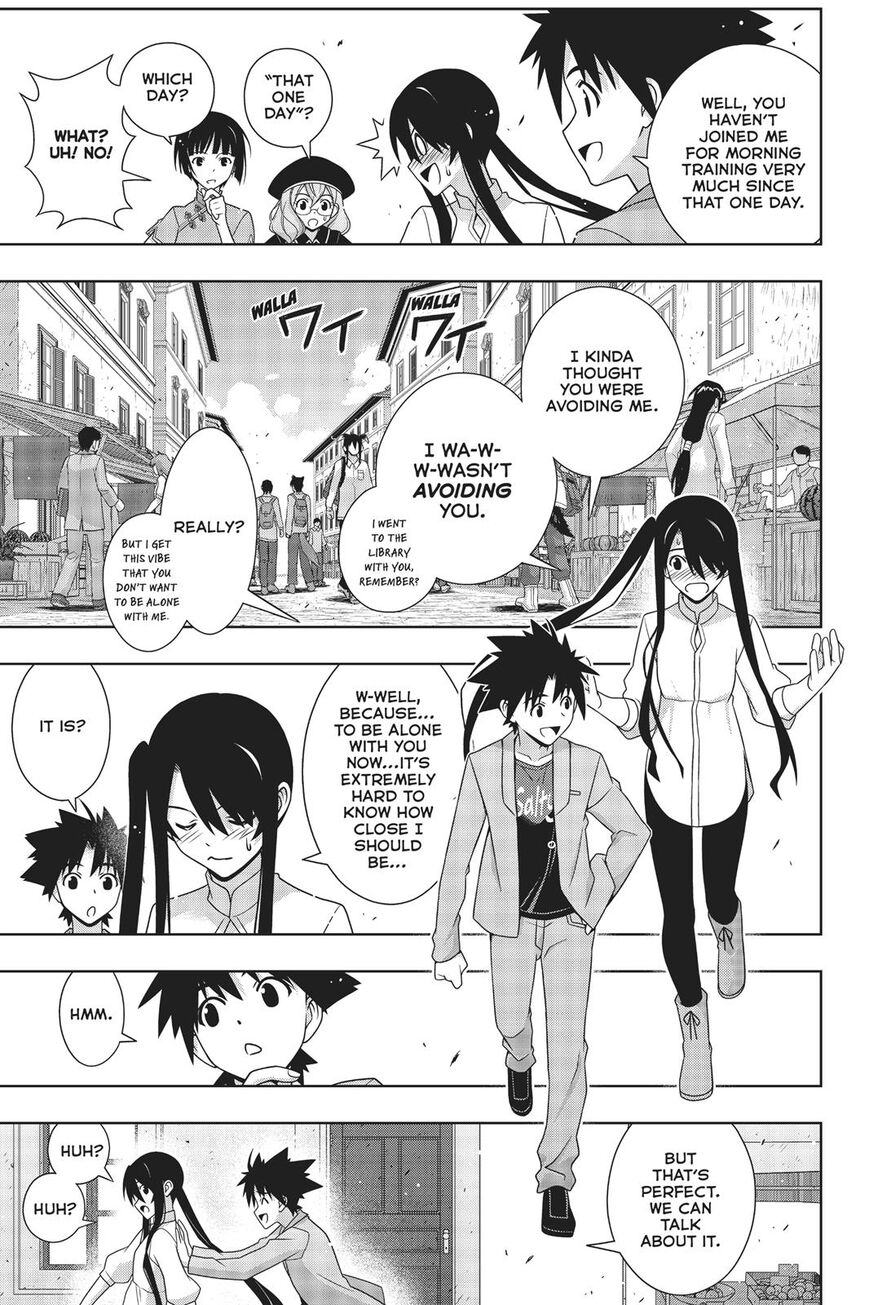 WELL, YOU
HAVEN'T
JOINED ME
FOR MORNING
TRAINING VERY
MUCH SINCE
THAT ONE DAY.
"THAT
ONE
DAY"?
WHICH
DAY?
WHAT?
UH! NO!
I KINDA
THOUGHT
YOU WERE
AVOIDING ME.
WALLA
ワイ
WALLA
ワイ
I WA-W-
W-WASN'T
AVOIDING
YOU.
I WENT
TO THE
LIBRARY
WITH YOU,
REMEMBER?
REALLY?
BUT I GET
THIS VIBE
THAT YOU
DON'T WANT
TO BE ALONE
WITH ME.
W-WELL,
BECAUSE...
TO BE ALONE
WITH YOU
NOW...IT'S
EXTREMELY
HARD TO
KNOW HOW
CLOSE I
SHOULD
BE...
Salty
IT IS?
HMM.
BUT
THAT'S
PERFECT.
WE CAN
TALK
ABOUT IT.
HUH?
HUH?